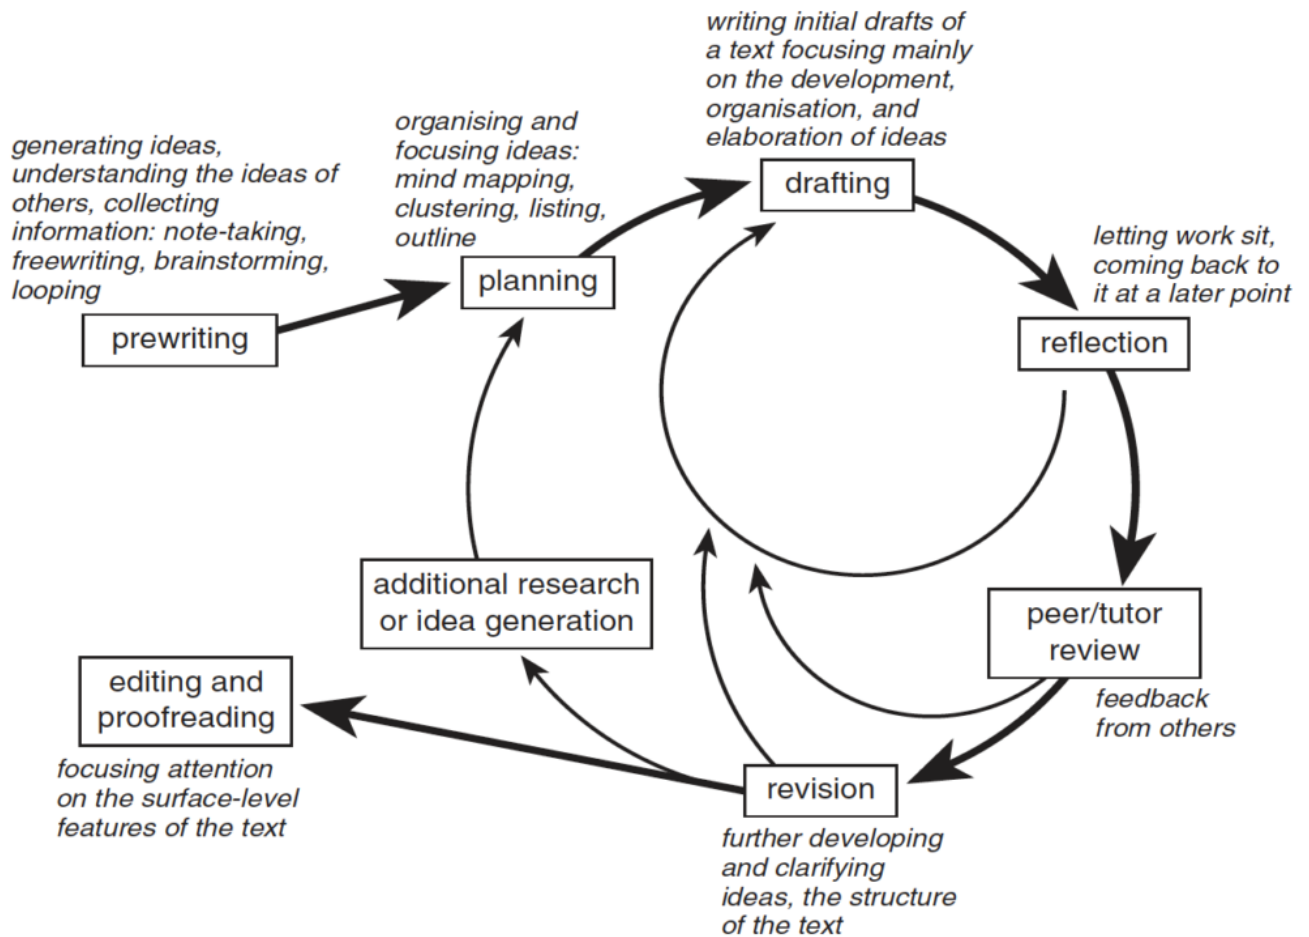 generating ideas,
understanding the ideas of
others, collecting
information: note-taking,
freewriting, brainstorming,
looping
prewriting
organising and
focusing ideas:
mind mapping,
clustering, listing,
outline
planning
writing initial drafts of
a text focusing mainly
on the development,
organisation, and
elaboration of ideas
drafting
letting work sit,
coming back to
it at a later point
reflection
peer/tutor
review
feedback
from others
revision
further developing
and clarifying
ideas, the structure
of the text
additional research
or idea generation
editing and
proofreading
focusing attention
on the surface-level
features of the text